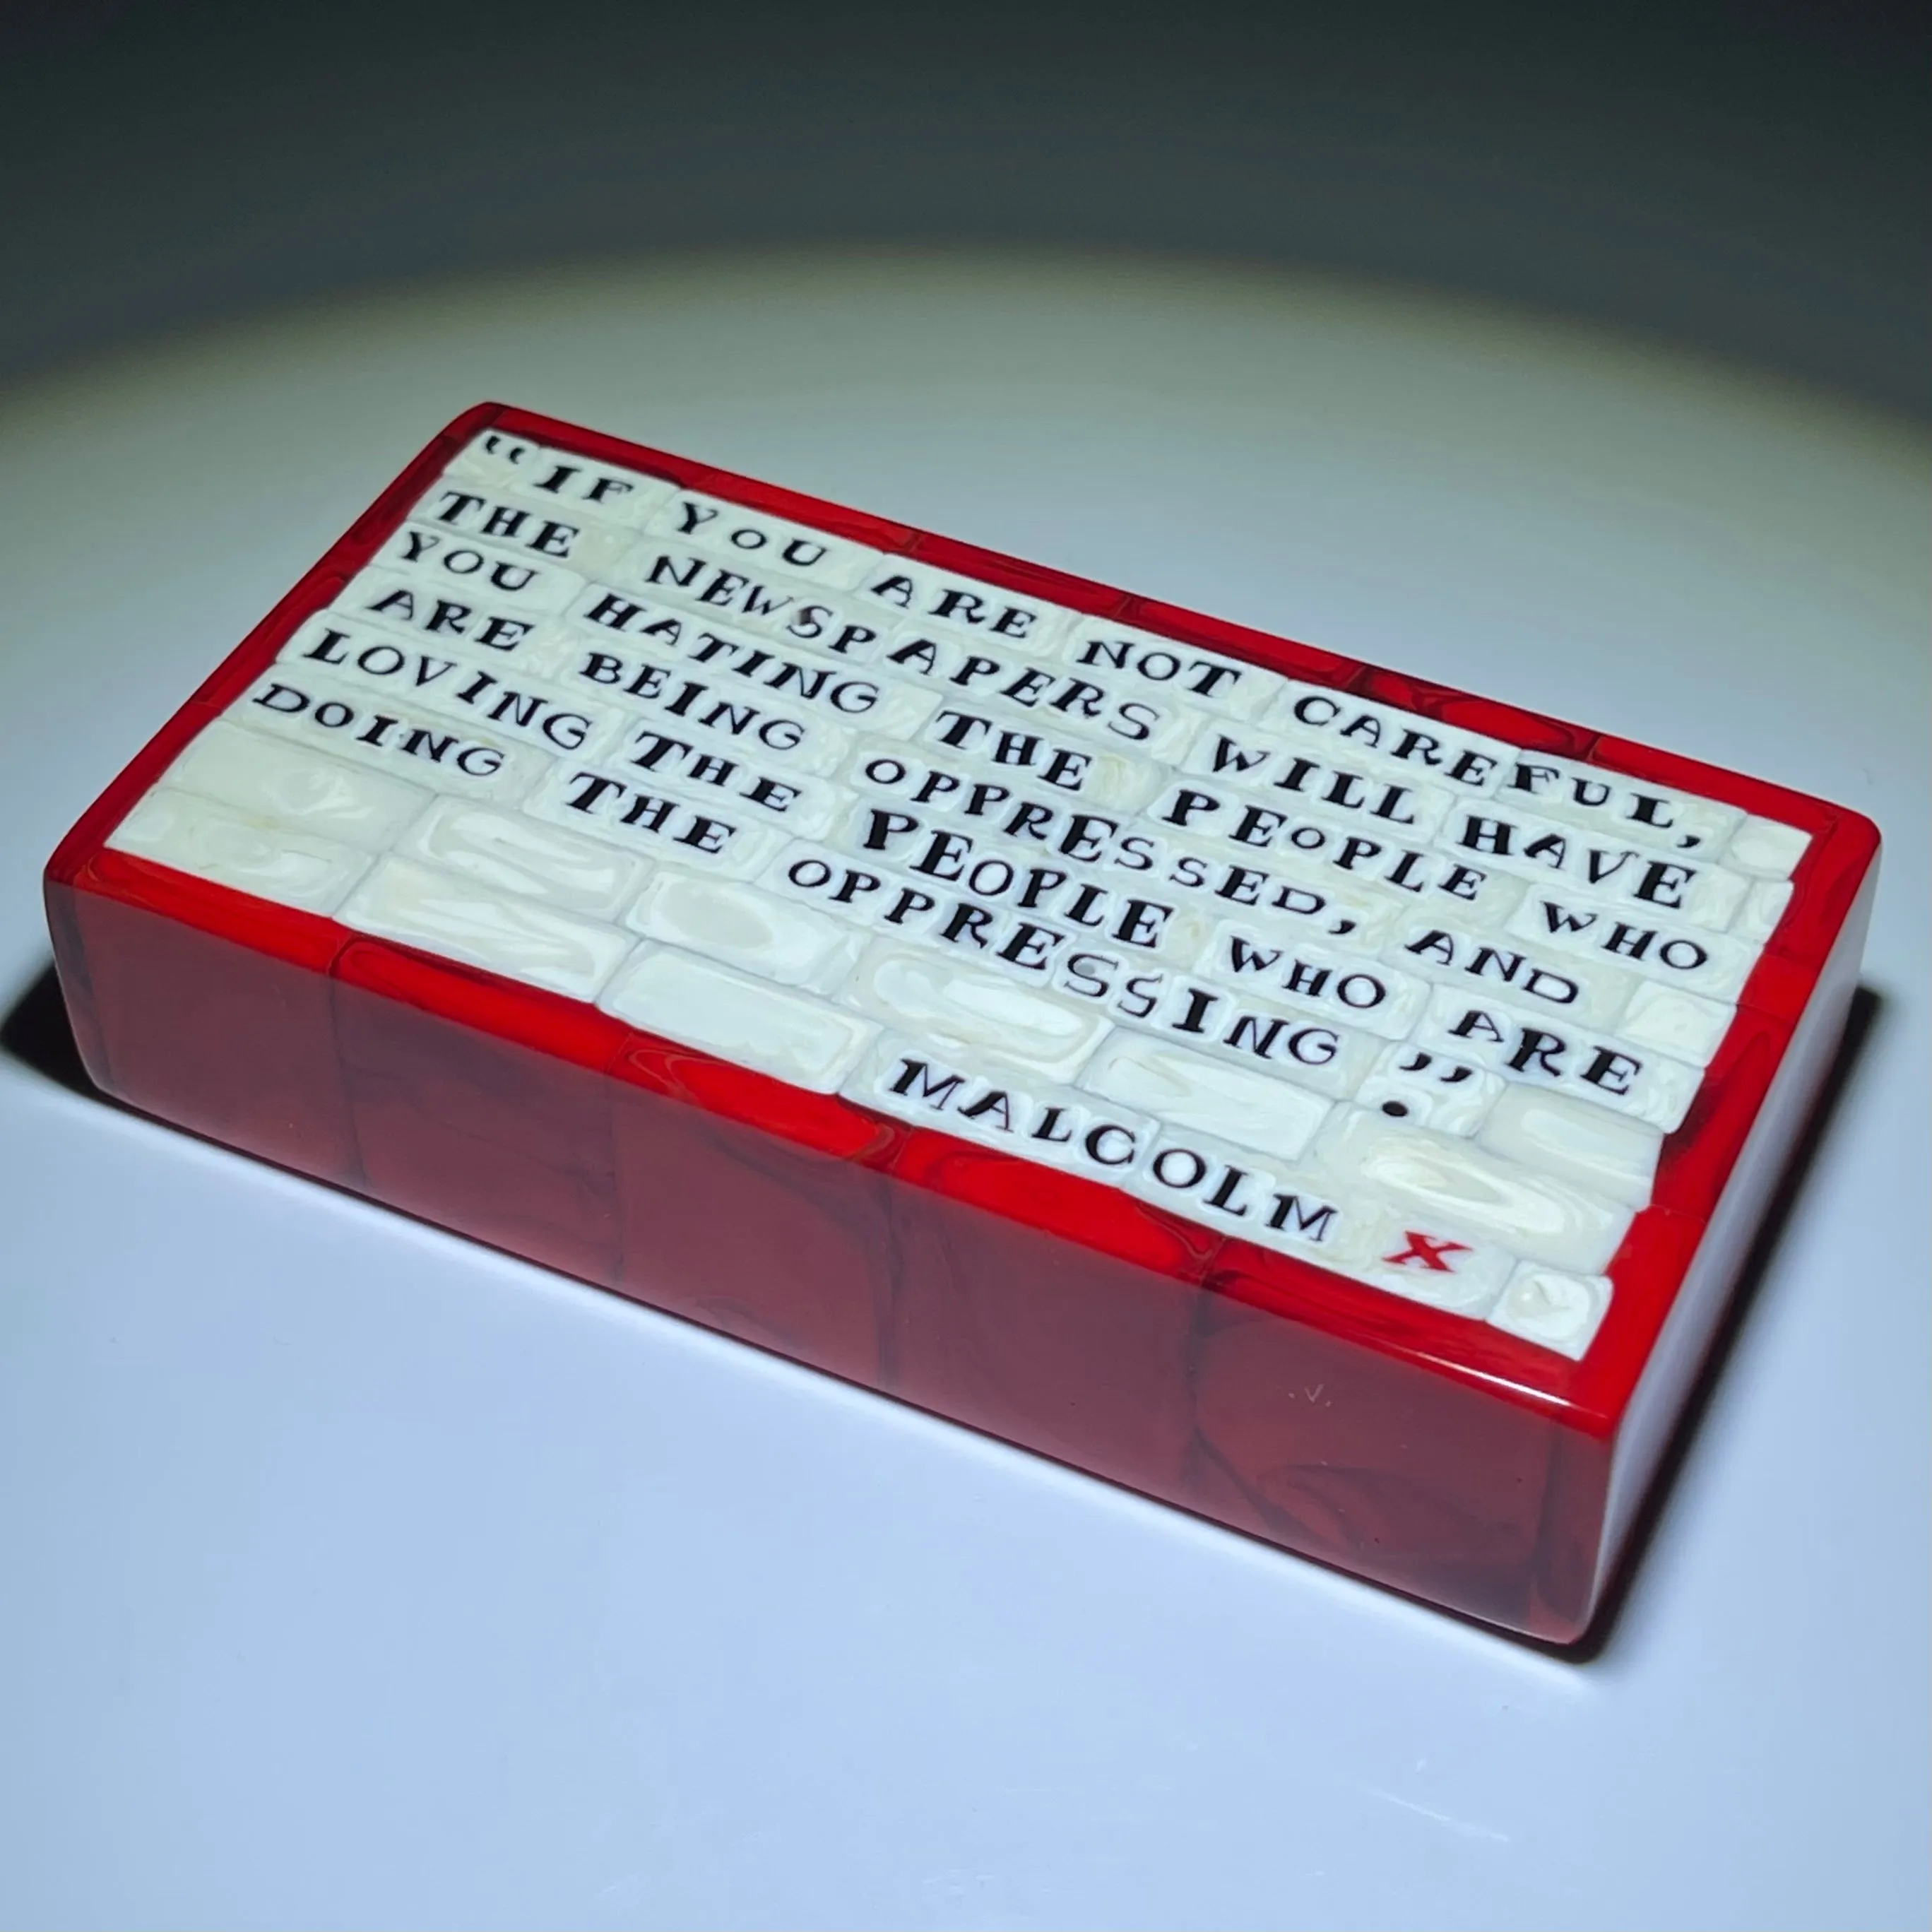 “IF YOU ARE NOT CAREFUL,
THE NEWSPAPERS WILL HAVE
YOU HATING THE PEOPLE WHO
ARE BEING OPPRESSED, AND
LOVING THE PEOPLE WHO ARE
DOING THE OPPRESSING.”
MALCOLM X